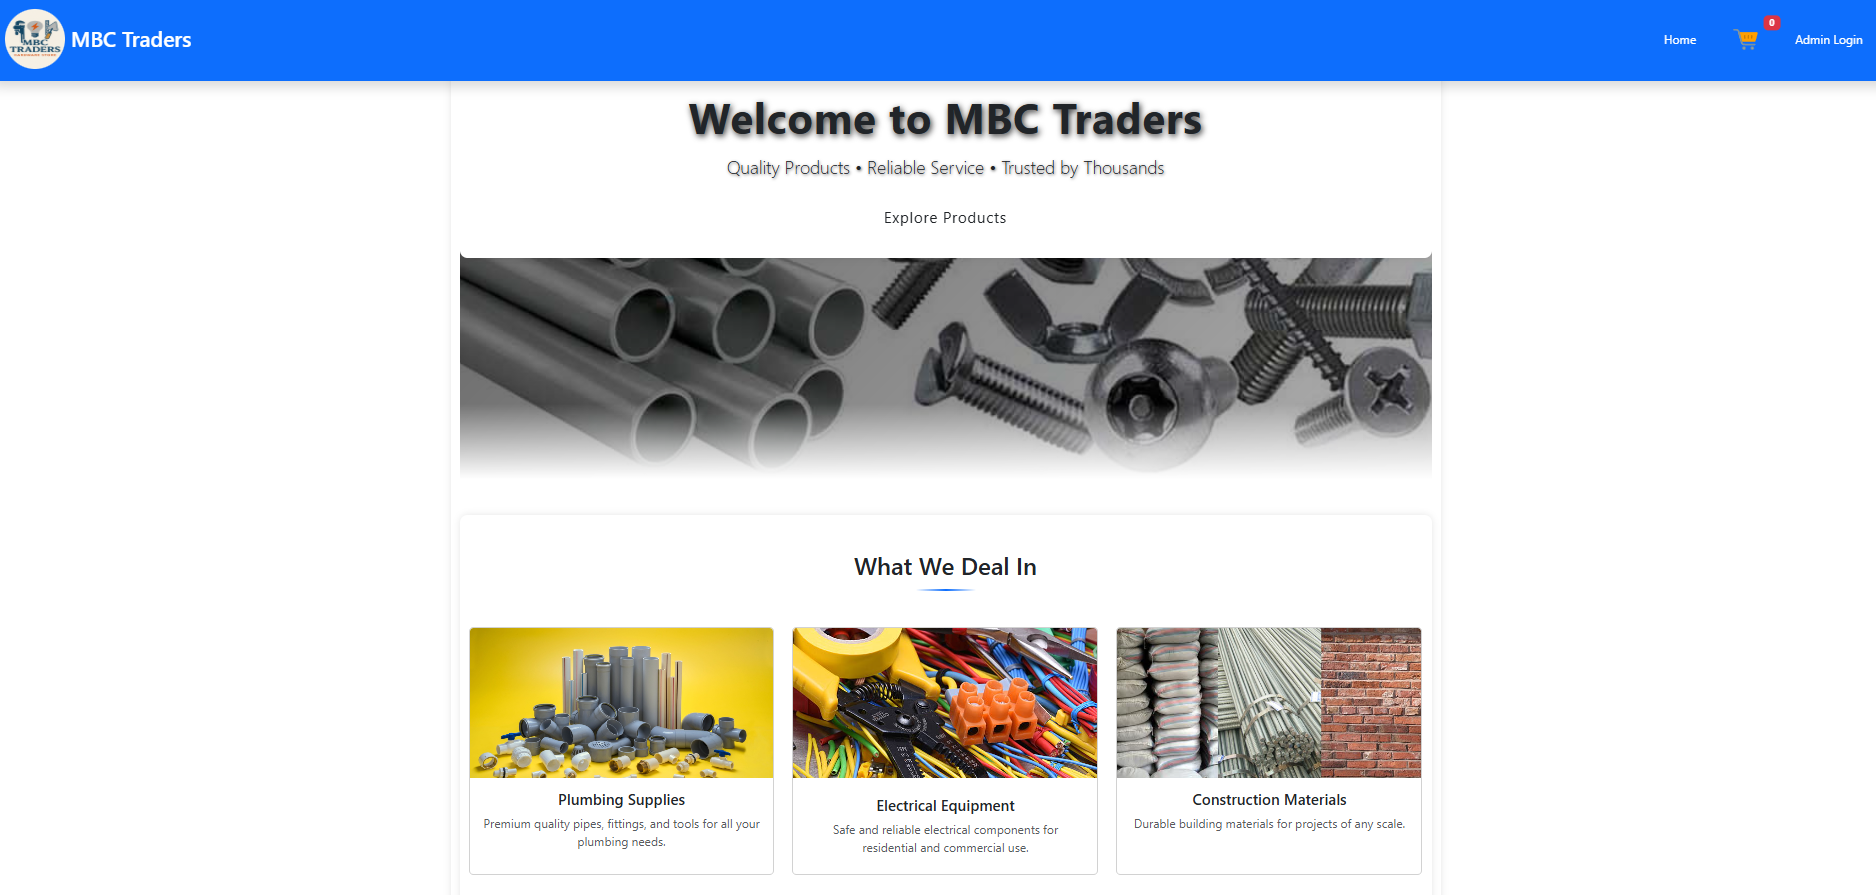 MBC
TRADERS
MBC Traders
Home
0
Admin Login
Welcome to MBC Traders
Quality Products • Reliable Service • Trusted by Thousands
Explore Products
What We Deal In
Plumbing Supplies
Premium quality pipes, fittings, and tools for all your
plumbing needs.
Electrical Equipment
Safe and reliable electrical components for
residential and commercial use.
Construction Materials
Durable building materials for projects of any scale.